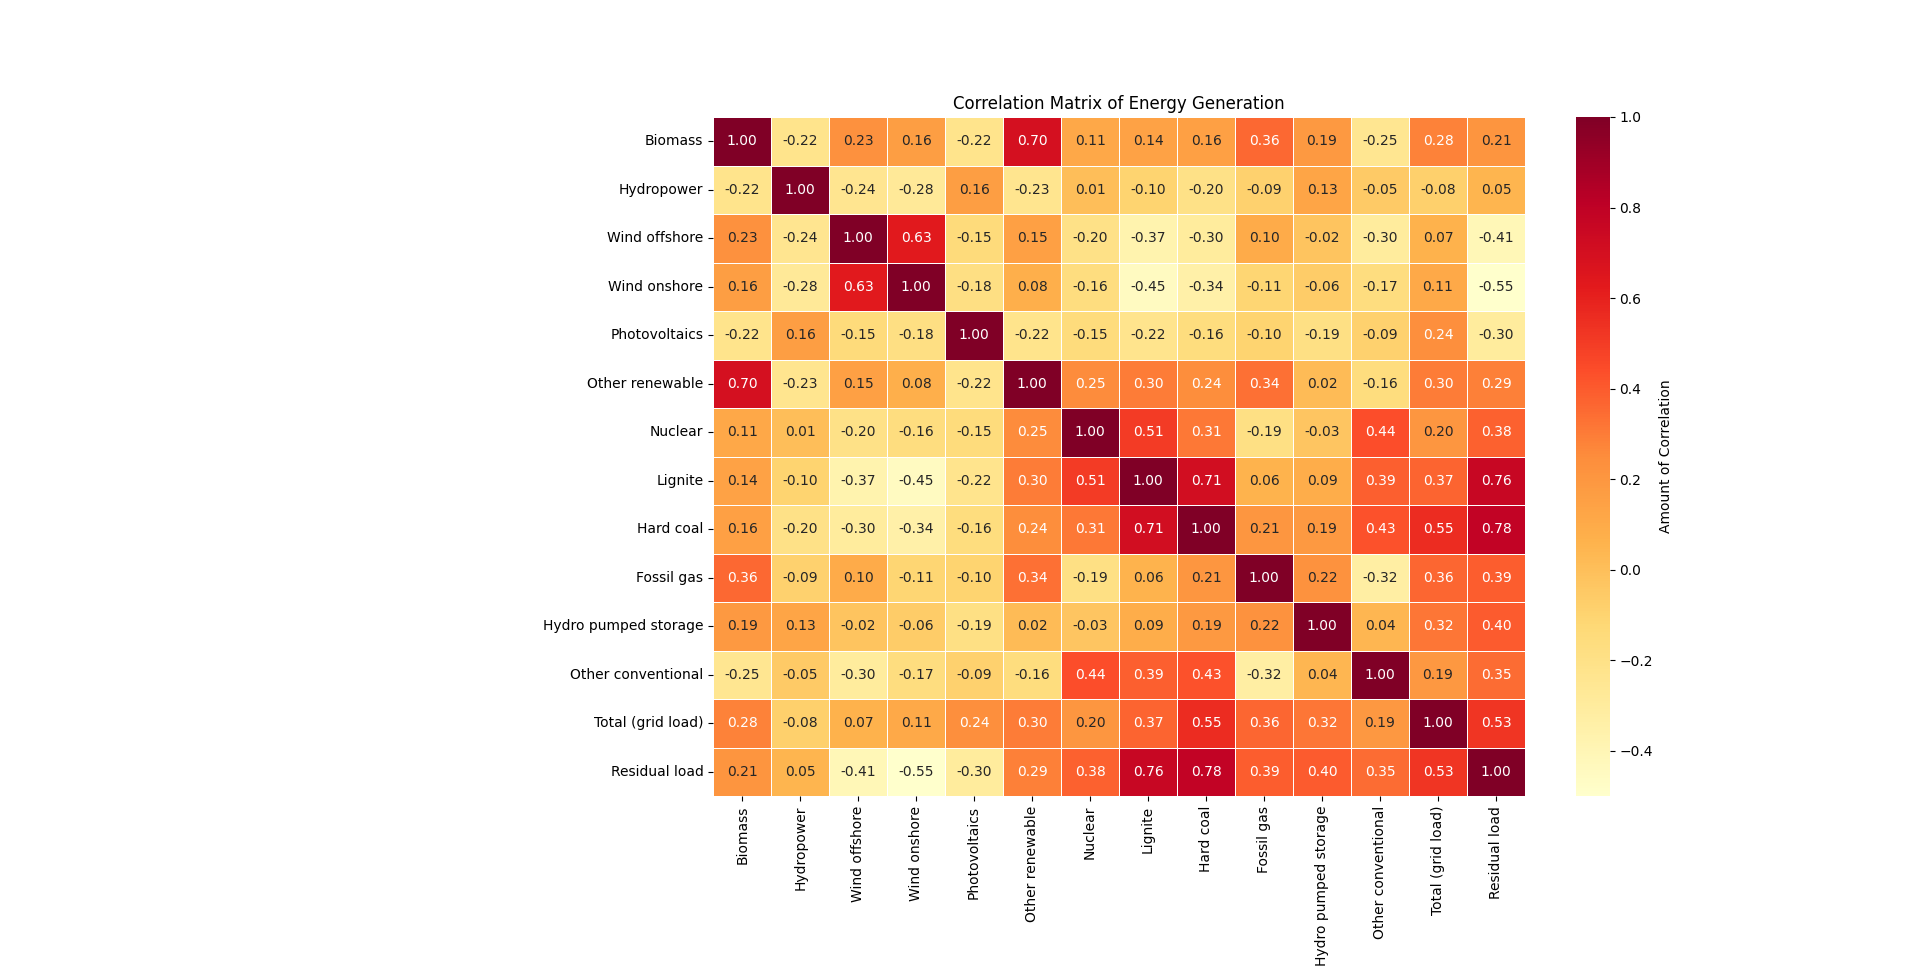 Correlation Matrix of Energy Generation
Biomass 1.00 -0.22 0.23 0.16 -0.22 0.70 0.11 0.14 0.16 0.36 0.19 -0.25 0.28 0.21
Hydropower -0.22 1.00 -0.24 -0.28 0.16 -0.23 0.01 -0.10 -0.20 -0.09 0.13 -0.05 -0.08 0.05
Wind offshore 0.23 -0.24 1.00 0.63 -0.15 0.15 -0.20 -0.37 -0.30 0.10 -0.02 -0.30 0.07 -0.41
Wind onshore 0.16 -0.28 0.63 1.00 -0.18 0.08 -0.16 -0.45 -0.34 -0.11 -0.06 -0.17 0.11 -0.55
Photovoltaics -0.22 0.16 -0.15 -0.18 1.00 -0.22 -0.15 -0.22 -0.16 -0.10 -0.19 -0.09 0.24 -0.30
Other renewable 0.70 -0.23 0.15 0.08 -0.22 1.00 0.25 0.30 0.24 0.34 0.02 -0.16 0.30 0.29
Nuclear 0.11 0.01 -0.20 -0.16 -0.15 0.25 1.00 0.51 0.31 -0.19 -0.03 0.44 0.20 0.38
Lignite 0.14 -0.10 -0.37 -0.45 -0.22 0.30 0.51 1.00 0.71 0.06 0.09 0.39 0.37 0.76
Hard coal 0.16 -0.20 -0.30 -0.34 -0.16 0.24 0.31 0.71 1.00 0.21 0.19 0.43 0.55 0.78
Fossil gas 0.36 -0.09 0.10 -0.11 -0.10 0.34 -0.19 0.06 0.21 1.00 0.22 -0.32 0.36 0.39
Hydro pumped storage 0.19 0.13 -0.02 -0.06 -0.19 0.02 -0.03 0.09 0.19 0.22 1.00 0.04 0.32 0.40
Other conventional -0.25 -0.05 -0.30 -0.17 -0.09 -0.16 0.44 0.39 0.43 -0.32 0.04 1.00 0.19 0.35
Total (grid load) 0.28 -0.08 0.07 0.11 0.24 0.30 0.20 0.37 0.55 0.36 0.32 0.19 1.00 0.53
Residual load 0.21 0.05 -0.41 -0.55 -0.30 0.29 0.38 0.76 0.78 0.39 0.40 0.35 0.53 1.00
Biomass
Hydropower
Wind offshore
Wind onshore
Photovoltaics
Other renewable
Nuclear
Lignite
Hard coal
Fossil gas
Hydro pumped storage
Other conventional
Total (grid load)
Residual load
1.0
0.8
0.6
0.4
0.2
0.0
−0.2
−0.4
Amount of Correlation